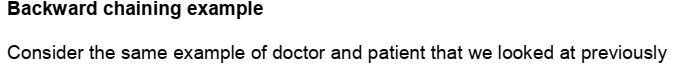 Backward chaining example
Consider the same example of doctor and patient that we looked at previously